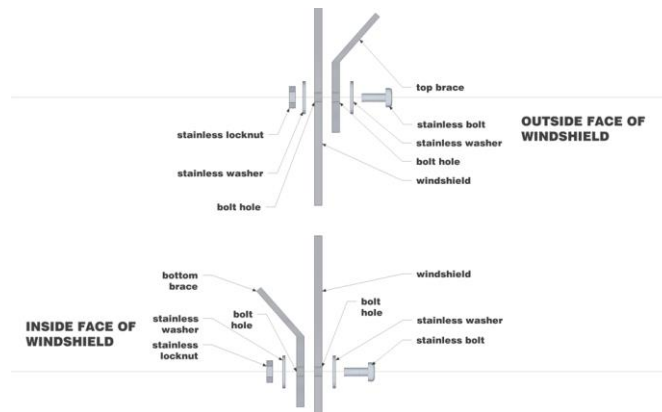 top brace
stainless bolt
OUTSIDE FACE OF
WINDSHIELD
stainless locknut
stainless washer
bolt hole
stainless washer
windshield
bolt hole
bottom
brace
windshield
INSIDE FACE OF
WINDSHIELD
stainless
washer
bolt
hole
bolt
hole
stainless washer
stainless
locknut
stainless bolt